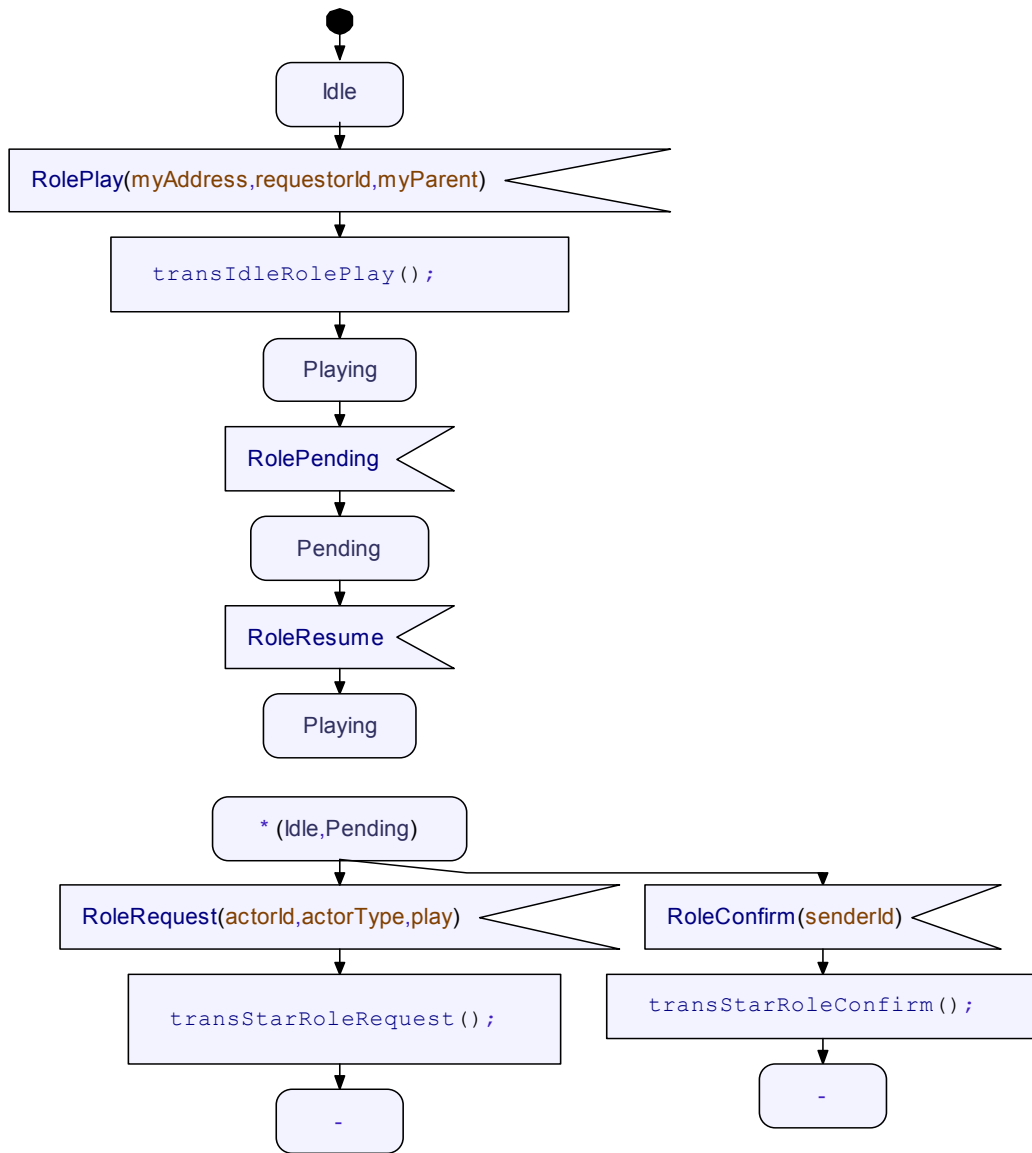 Idle
RolePlay(myAddress,requestorId,myParent)
transIdleRolePlay();
Playing
RolePending
Pending
RoleResume
Playing
* (Idle,Pending)
RoleRequest(actorId,actorType,play)
RoleConfirm(senderId)
transStarRoleRequest();
transStarRoleConfirm();
-
-